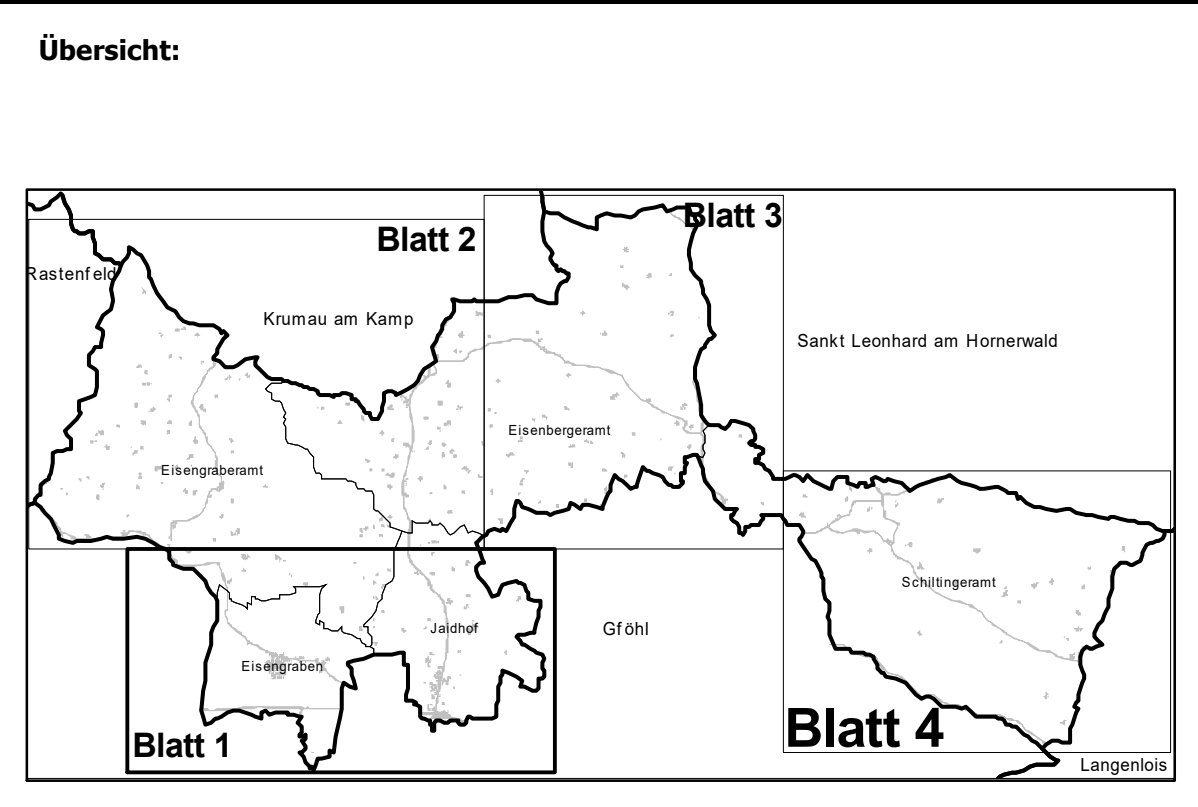 Übersicht:
Blatt 3
Blatt 2
Rastenfeld
Krumau am Kamp
Sankt Leonhard am Hornerwald
Eisenbergeramt
Eisengraberamt
Schiltingeramt
Jaidhof
Gföhl
Eisengraben
Blatt 4
Blatt 1
Langenlois